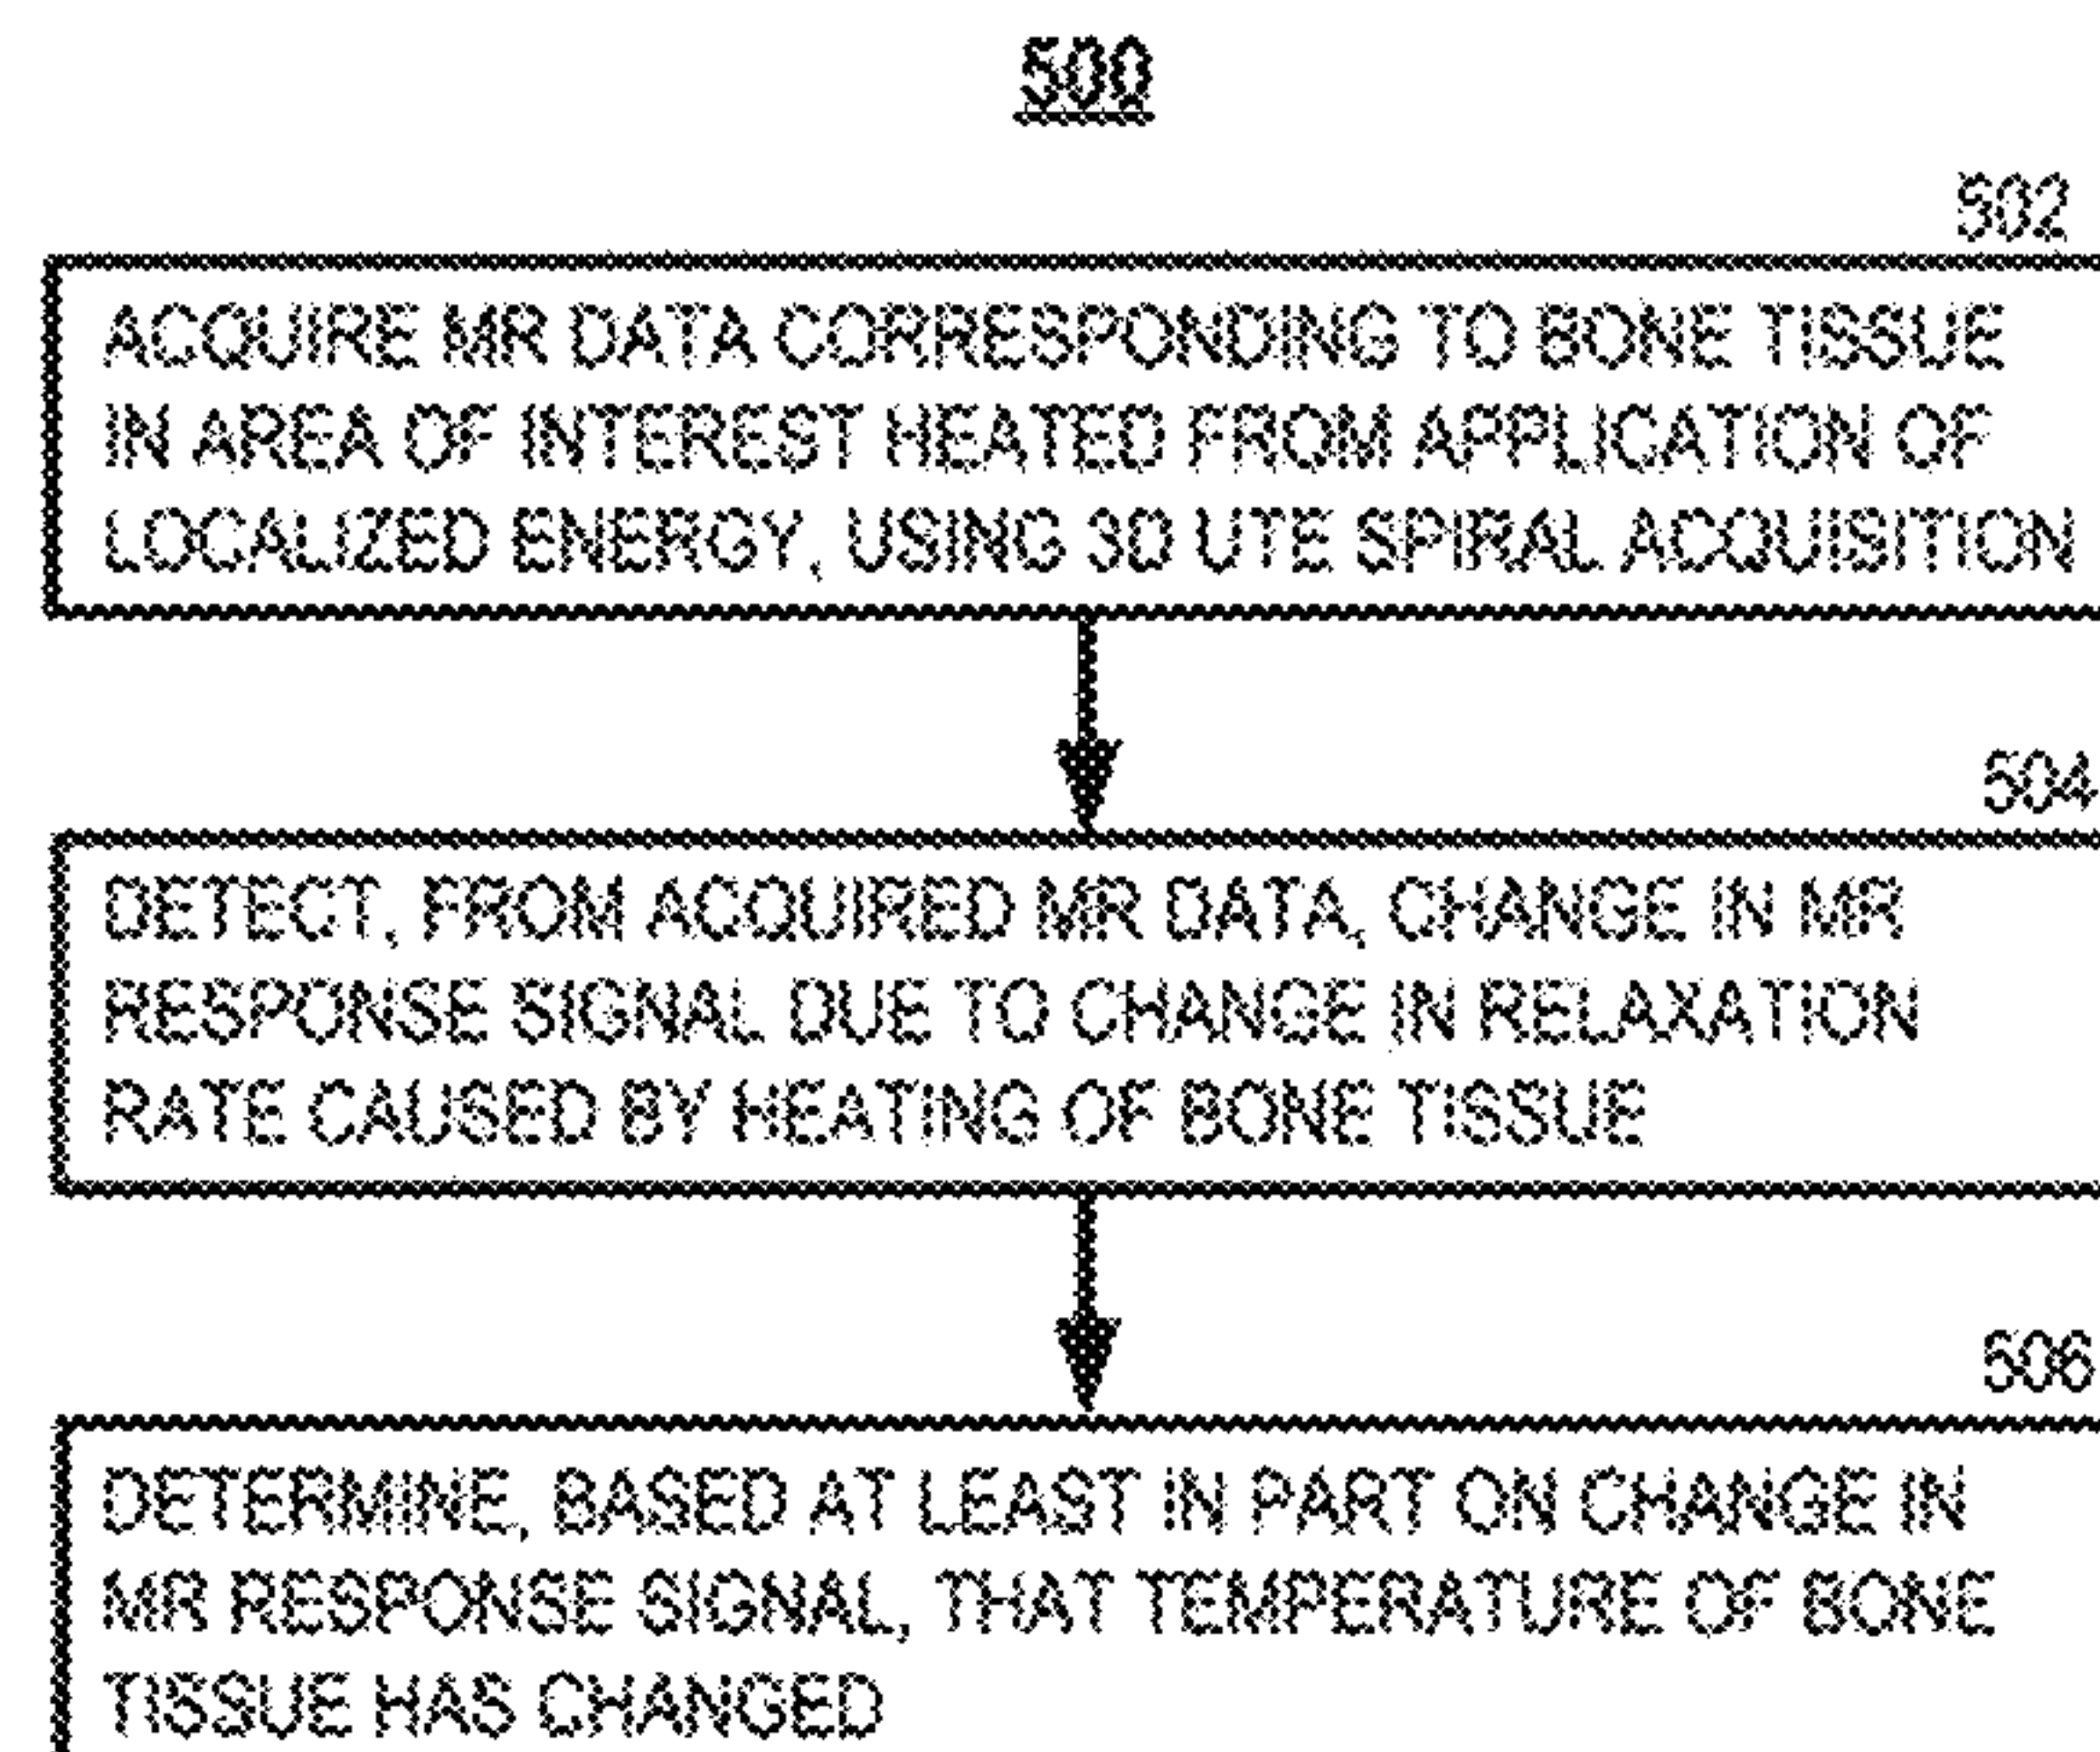 500
502
ACQUIRE MR DATA CORRESPONDING TO BONE TISSUE
IN AREA OF INTEREST HEATED FROM APPLICATION OF
LOCALIZED ENERGY, USING 3D UTE SPIRAL ACQUISITION
504
DETECT, FROM ACQUIRED MR DATA, CHANGE IN MR
RESPONSE SIGNAL DUE TO CHANGE IN RELAXATION
RATE CAUSED BY HEATING OF BONE TISSUE
506
DETERMINE, BASED AT LEAST IN PART ON CHANGE IN
MR RESPONSE SIGNAL, THAT TEMPERATURE OF BONE
TISSUE HAS CHANGED